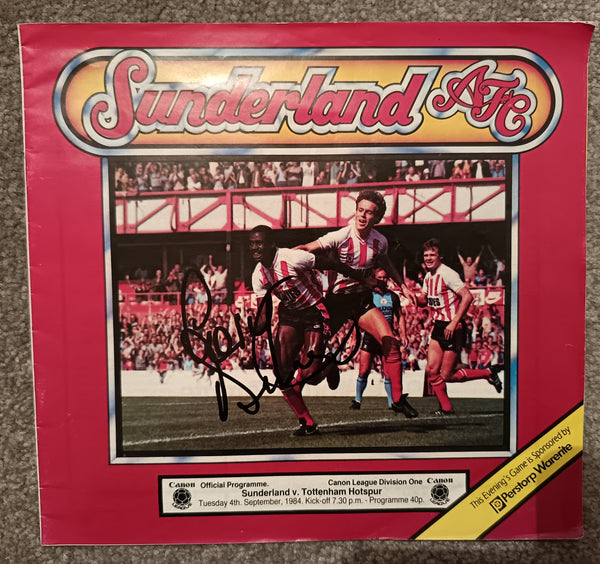 Sunderland AFC
Canon Official Programme. Canon League Division One Canon
Sunderland v. Tottenham Hotspur
Tuesday 4th. September, 1984. Kick-off 7.30 p.m. - Programme 40p.
This Evening's Game is sponsored by
Perstorp Warerite